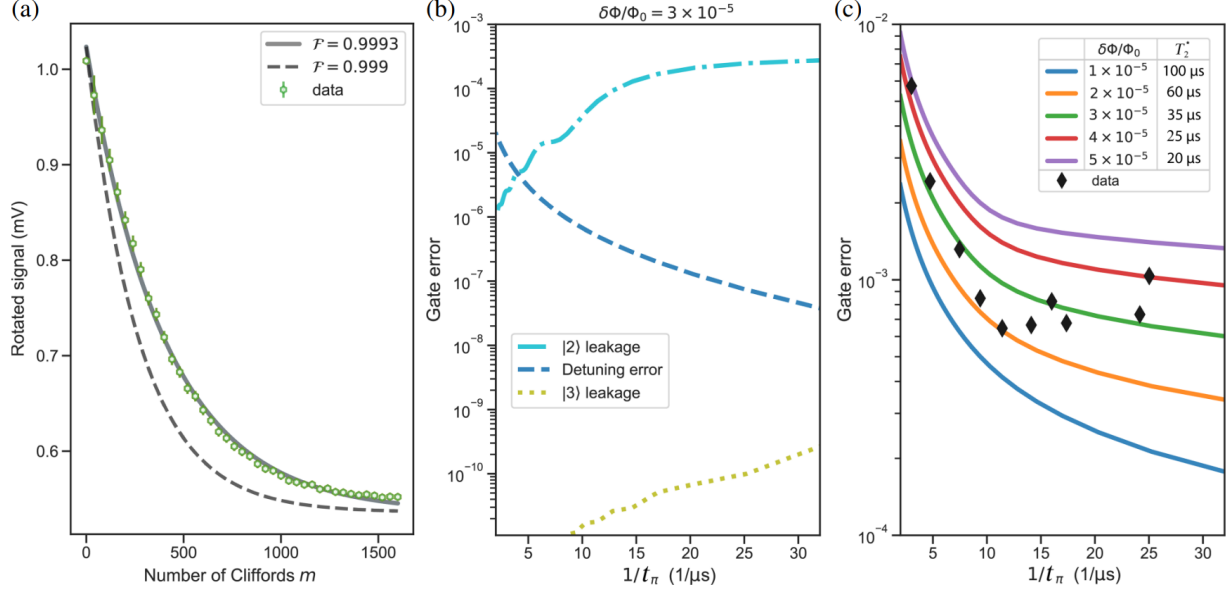 (a)
1.0
0.9
0.8
0.7
0.6
Rotated signal (mV)
ℱ = 0.9993
ℱ = 0.999
data
0
500
1000
1500
Number of Cliffords m
(b)
δΦ/Φ₀ = 3 × 10⁻⁵
10⁻³
10⁻⁴
10⁻⁵
10⁻⁶
10⁻⁷
10⁻⁸
10⁻⁹
10⁻¹⁰
Gate error
|2⟩ leakage
Detuning error
|3⟩ leakage
5 10 15 20 25 30
1/t_π (1/μs)
(c)
10⁻²
10⁻³
10⁻⁴
Gate error
δΦ/Φ₀ T₂*
1 × 10⁻⁵ 100 μs
2 × 10⁻⁵ 60 μs
3 × 10⁻⁵ 35 μs
4 × 10⁻⁵ 25 μs
5 × 10⁻⁵ 20 μs
data
5 10 15 20 25 30
1/t_π (1/μs)